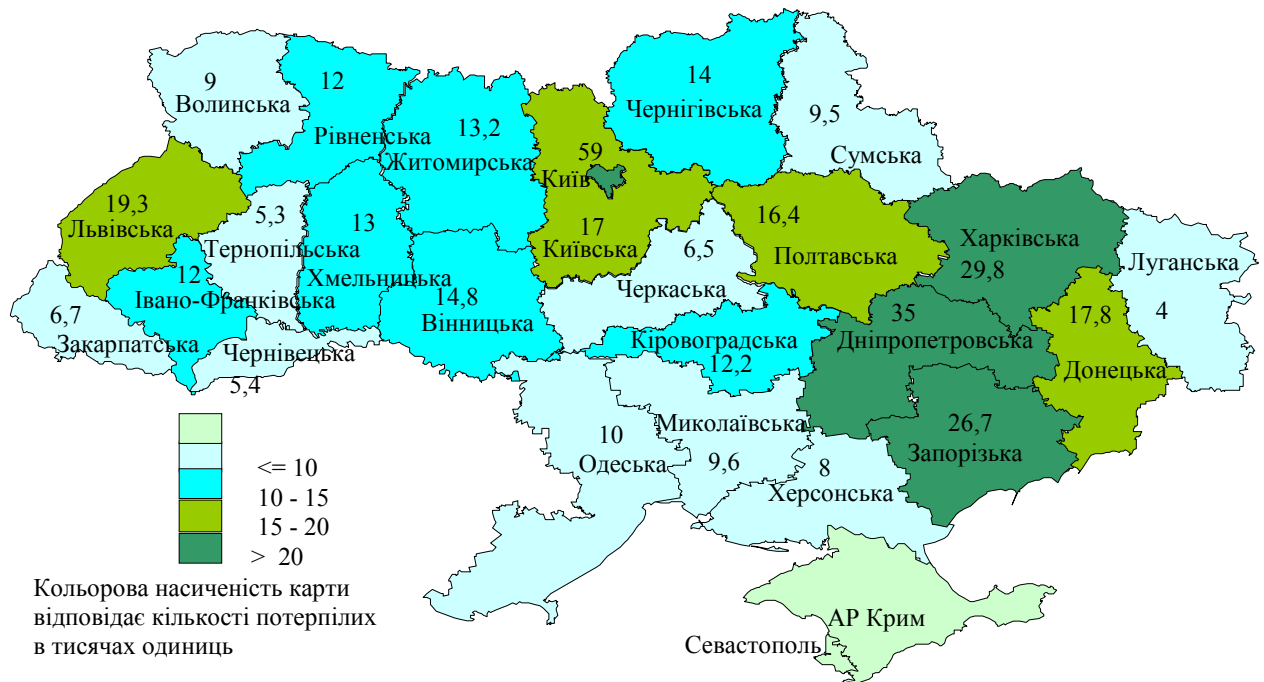 9
Волинська
12
Рівненська
13,2
Житомирська
59
Київ
17
Київська
14
Чернігівська
9,5
Сумська
19,3
Львівська
5,3
Тернопільська
13
Хмельницька
12
Івано-Франківська
6,7
Закарпатська
Чернівецька
5,4
14,8
Вінницька
6,5
Черкаська
16,4
Полтавська
Харківська
29,8
Луганська
4
Кіровоградська
12,2
35
Дніпропетровська
17,8
Донецька
10
Одеська
Миколаївська
9,6
8
Херсонська
26,7
Запорізька
АР Крим
Севастополь
<= 10
10 - 15
15 - 20
> 20
Кольорова насиченість карти
відповідає кількості потерпілих
в тисячах одиниць